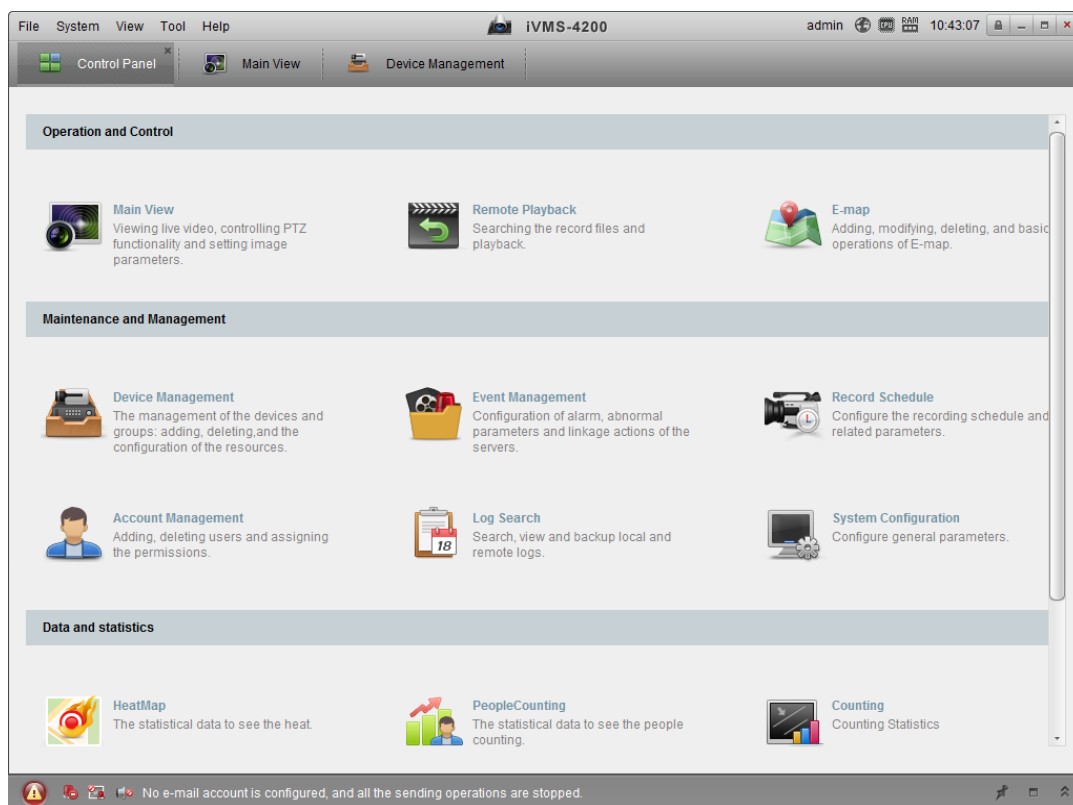 File System View Tool Help iVMS-4200 admin CPU RAM 10:43:07
Control Panel Main View Device Management
Operation and Control
Main View
Viewing live video, controlling PTZ
functionality and setting image
parameters.
Remote Playback
Searching the record files and
playback.
E-map
Adding, modifying, deleting, and basic
operations of E-map.
Maintenance and Management
Device Management
The management of the devices and
groups: adding, deleting,and the
configuration of the resources.
Event Management
Configuration of alarm, abnormal
parameters and linkage actions of the
servers.
Record Schedule
Configure the recording schedule and
related parameters.
Account Management
Adding, deleting users and assigning
the permissions.
18
Log Search
Search, view and backup local and
remote logs.
System Configuration
Configure general parameters.
Data and statistics
HeatMap
The statistical data to see the heat.
PeopleCounting
The statistical data to see the people
counting.
Counting
Counting Statistics
No e-mail account is configured, and all the sending operations are stopped.